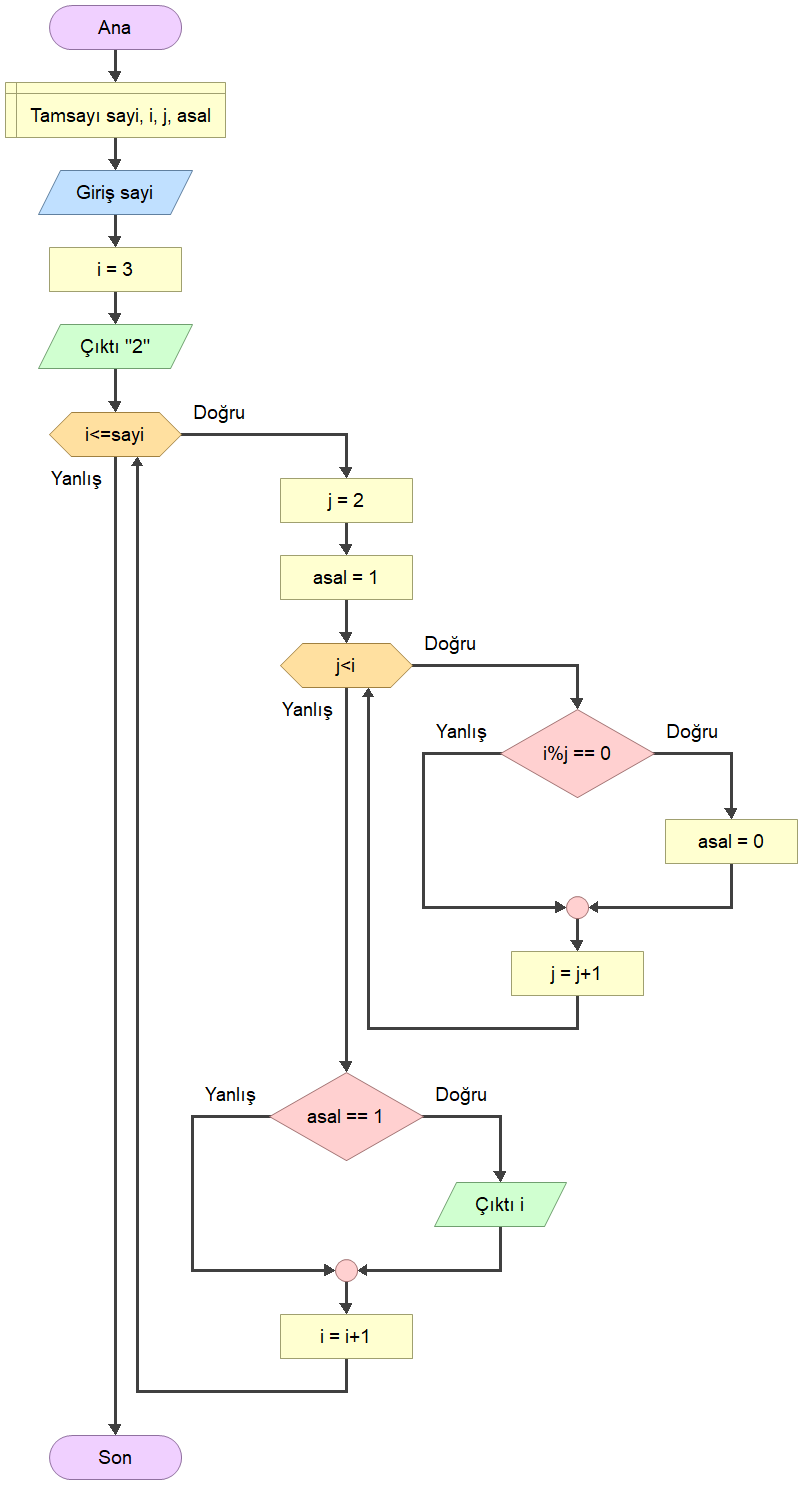 Ana
Tamsayı sayi, i, j, asal
Giriş sayi
i = 3
Çıktı "2"
i<=sayi
Doğru
Yanlış
j = 2
asal = 1
j<i
Doğru
Yanlış
i%j == 0
Yanlış
Doğru
asal = 0
j = j+1
asal == 1
Yanlış
Doğru
Çıktı i
i = i+1
Son